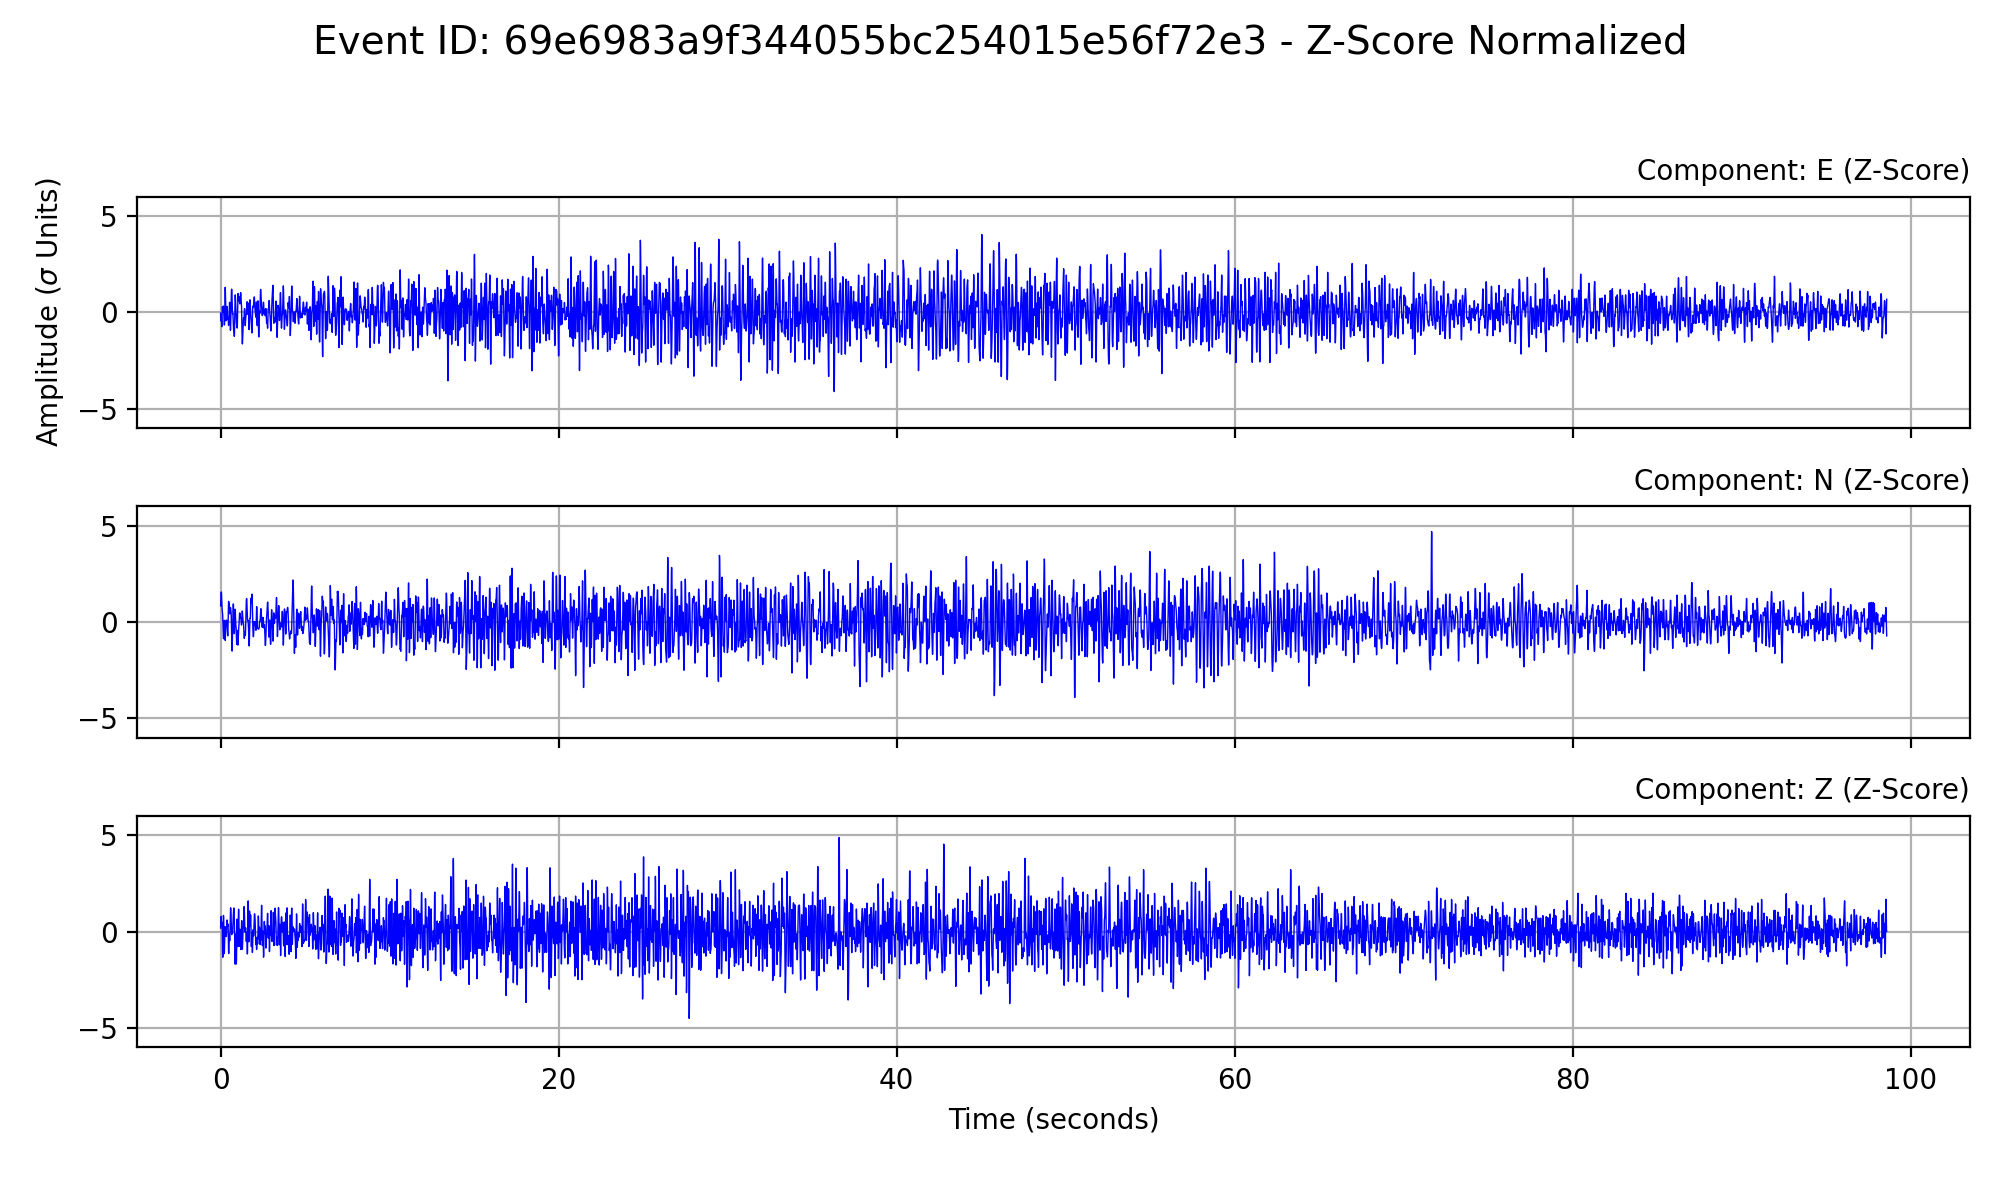 Event ID: 69e6983a9f344055bc254015e56f72e3 - Z-Score Normalized
Component: E (Z-Score)
Amplitude (σ Units)
5
0
−5
Component: N (Z-Score)
5
0
−5
Component: Z (Z-Score)
5
0
−5
0 20 40 60 80 100
Time (seconds)